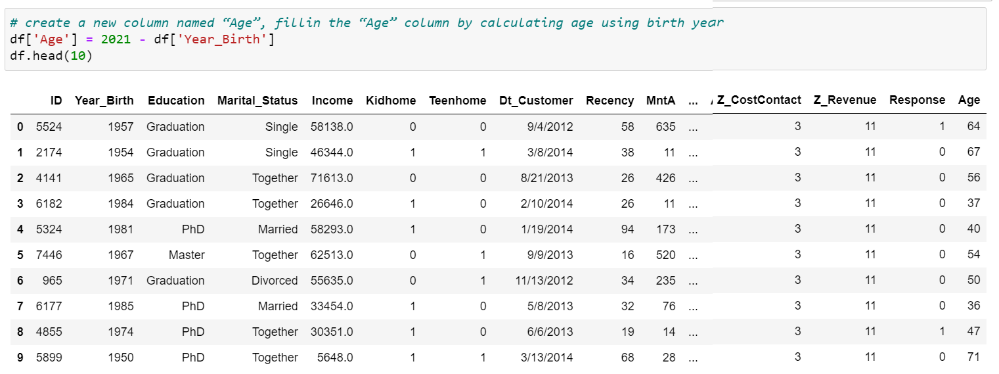 # create a new column named “Age”, fillin the “Age” column by calculating age using birth year
df['Age'] = 2021 - df['Year_Birth']
df.head(10)
ID Year_Birth Education Marital_Status Income Kidhome Teenhome Dt_Customer Recency MntA ... Z_CostContact Z_Revenue Response Age
0 5524 1957 Graduation Single 58138.0 0 0 9/4/2012 58 635 ... 3 11 1 64
1 2174 1954 Graduation Single 46344.0 1 1 3/8/2014 38 11 ... 3 11 0 67
2 4141 1965 Graduation Together 71613.0 0 0 8/21/2013 26 426 ... 3 11 0 56
3 6182 1984 Graduation Together 26646.0 1 0 2/10/2014 26 11 ... 3 11 0 37
4 5324 1981 PhD Married 58293.0 1 0 1/19/2014 94 173 ... 3 11 0 40
5 7446 1967 Master Together 62513.0 0 1 9/9/2013 16 520 ... 3 11 0 54
6 965 1971 Graduation Divorced 55635.0 0 1 11/13/2012 34 235 ... 3 11 0 50
7 6177 1985 PhD Married 33454.0 1 0 5/8/2013 32 76 ... 3 11 0 36
8 4855 1974 PhD Together 30351.0 1 0 6/6/2013 19 14 ... 3 11 1 47
9 5899 1950 PhD Together 5648.0 1 1 3/13/2014 68 28 ... 3 11 0 71